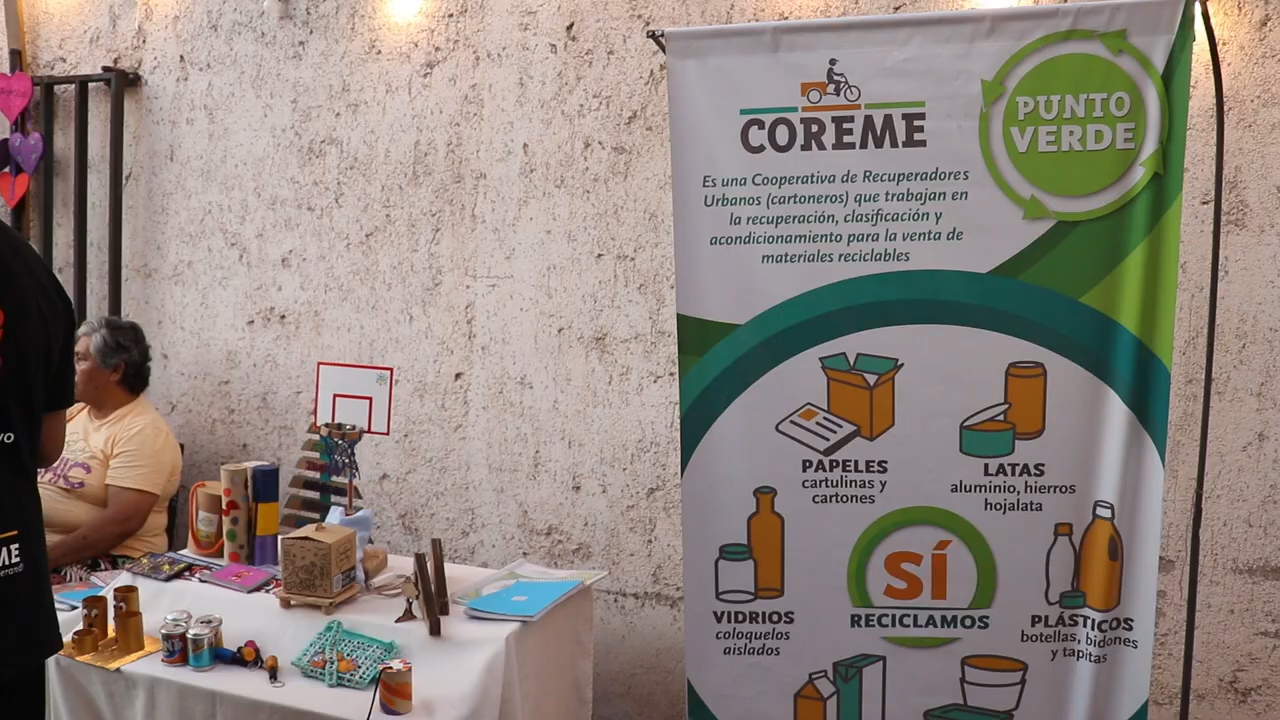 COREME
PUNTO
VERDE
Es una Cooperativa de Recuperadores
Urbanos (cartoneros) que trabajan en
la recuperación, clasificación y
acondicionamiento para la venta de
materiales reciclables
PAPELES
cartulinas y
cartones
LATAS
aluminio, hierros
hojalata
VIDRIOS
coloquelos
aislados
SÍ
RECICLAMOS
PLÁSTICOS
botellas, bidones
y tapitas
VO
ME